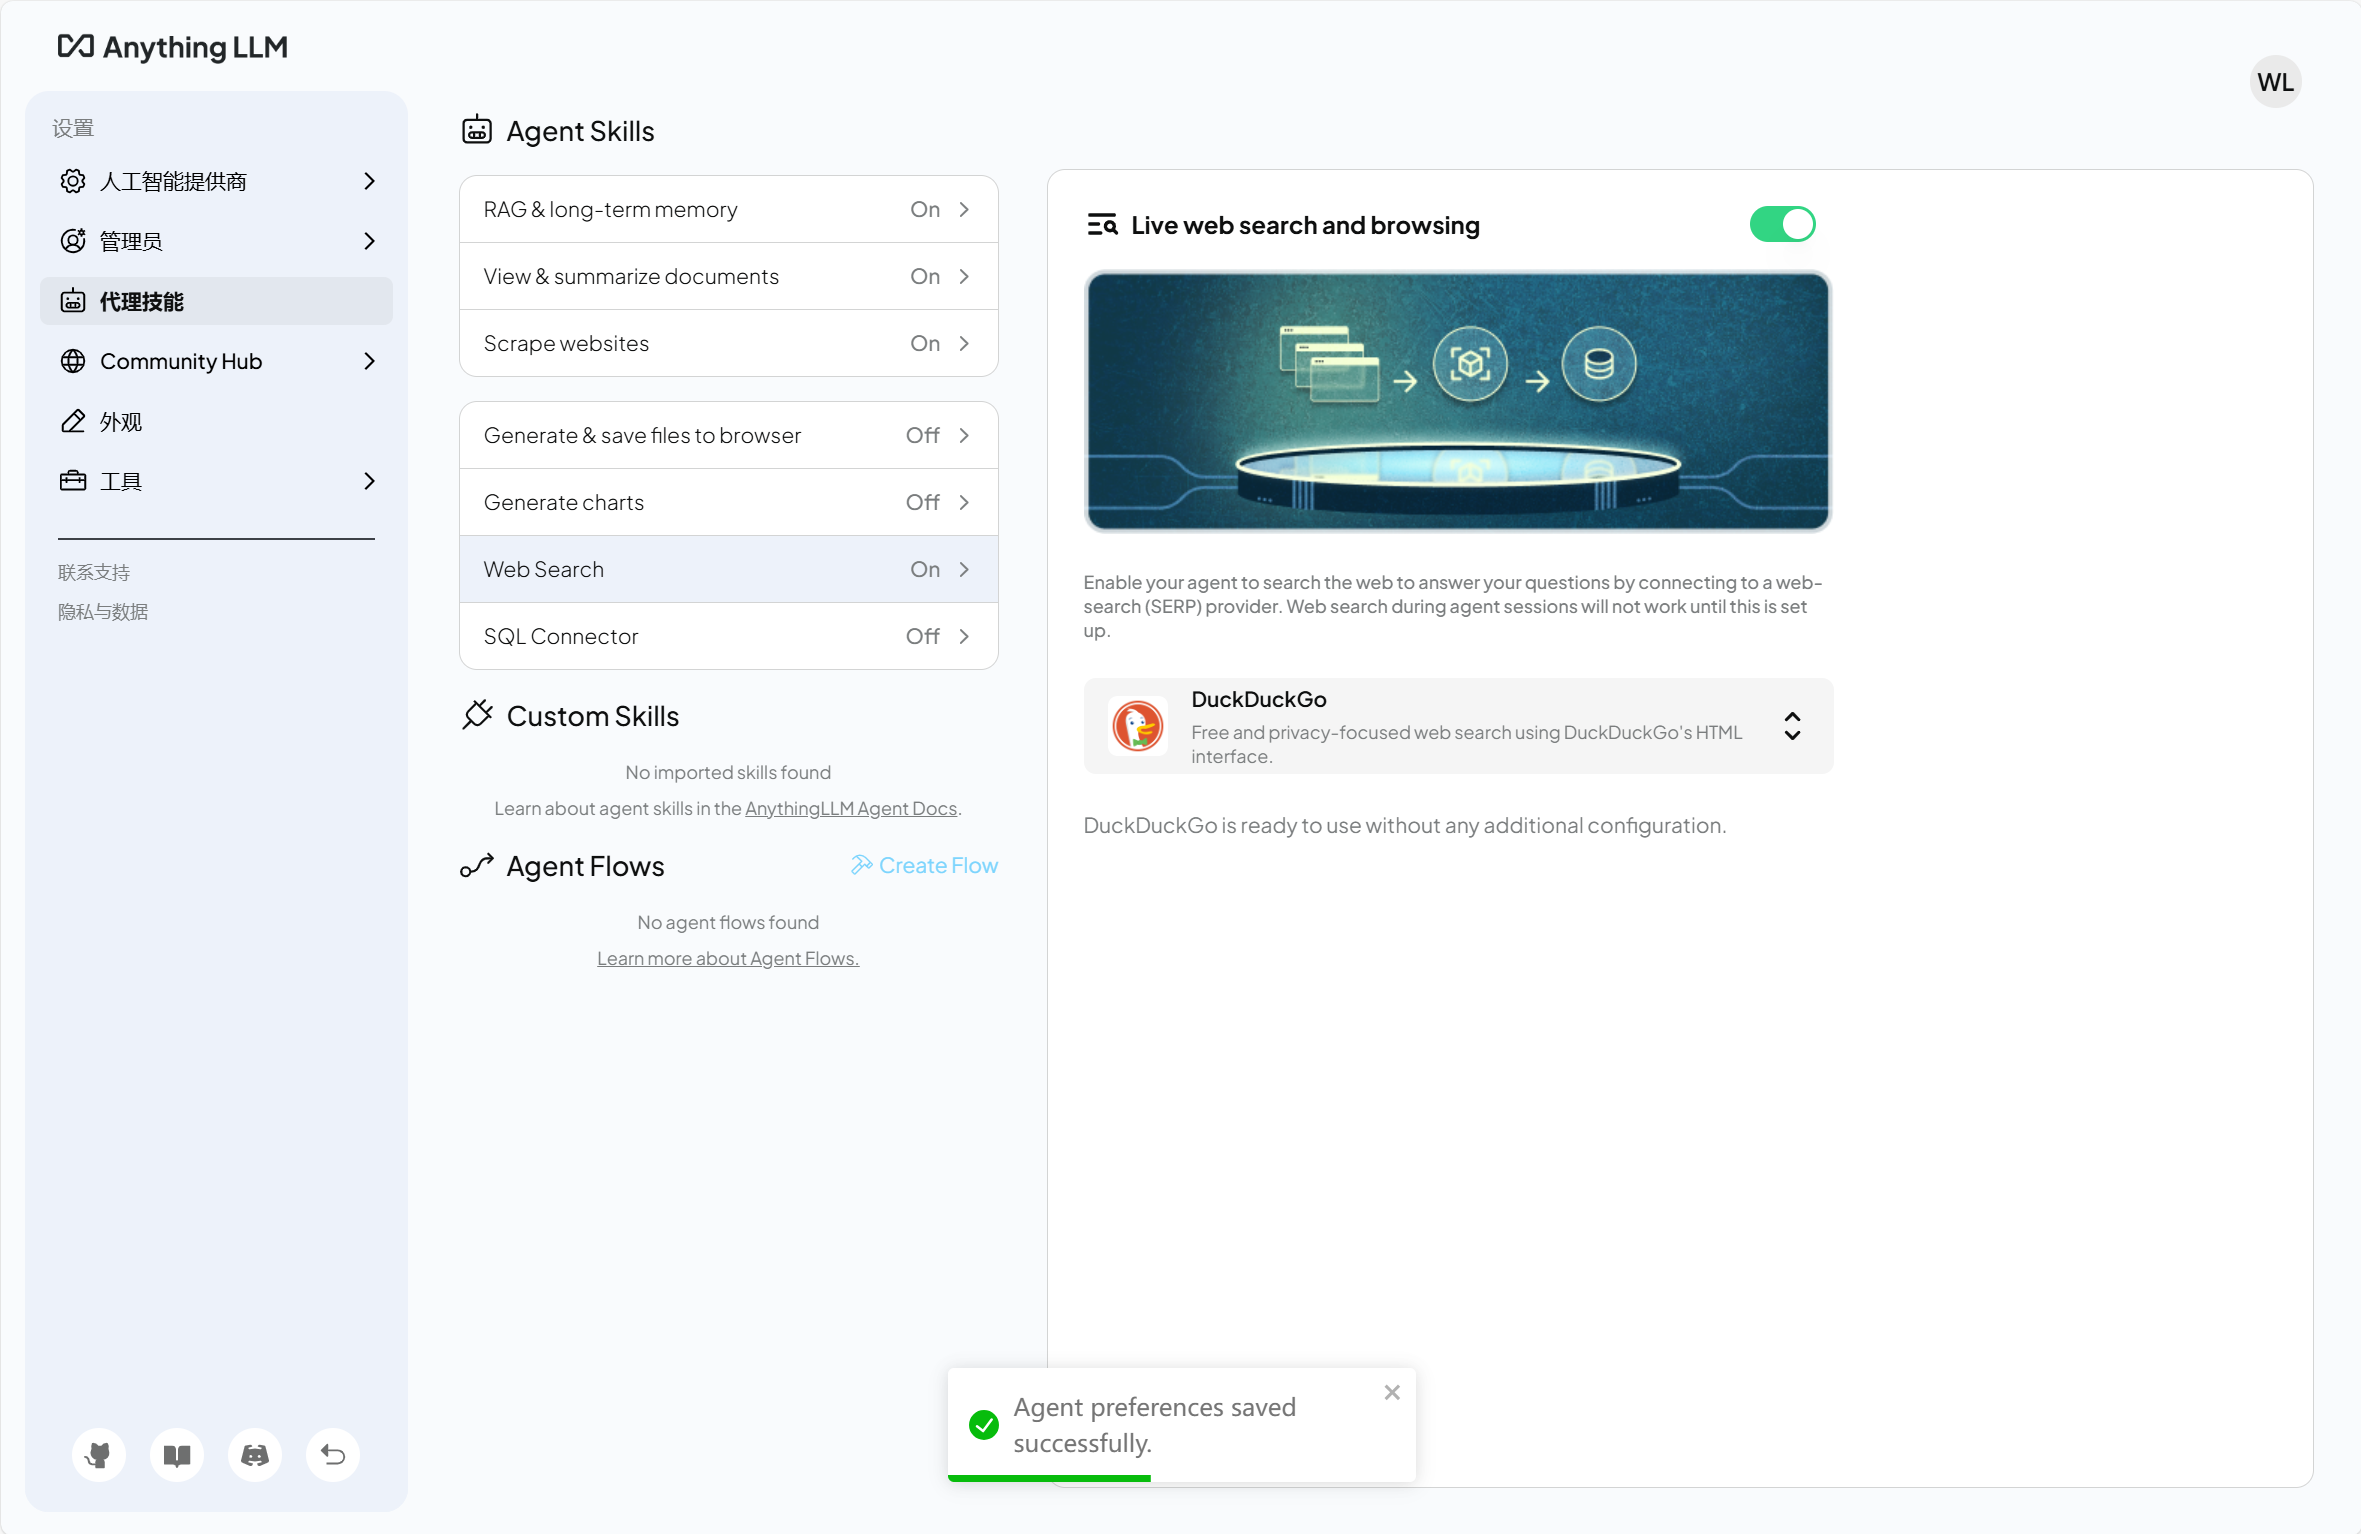 Anything LLM
WL
设置
人工智能提供商
管理员
代理技能
Community Hub
外观
工具
联系支持
隐私与数据
Agent Skills
RAG & long-term memory On
View & summarize documents On
Scrape websites On
Generate & save files to browser Off
Generate charts Off
Web Search On
SQL Connector Off
Custom Skills
No imported skills found
Learn about agent skills in the AnythingLLM Agent Docs.
Agent Flows Create Flow
No agent flows found
Learn more about Agent Flows.
Live web search and browsing
Enable your agent to search the web to answer your questions by connecting to a web-
search (SERP) provider. Web search during agent sessions will not work until this is set
up.
DuckDuckGo
Free and privacy-focused web search using DuckDuckGo's HTML
interface.
DuckDuckGo is ready to use without any additional configuration.
Agent preferences saved
successfully.